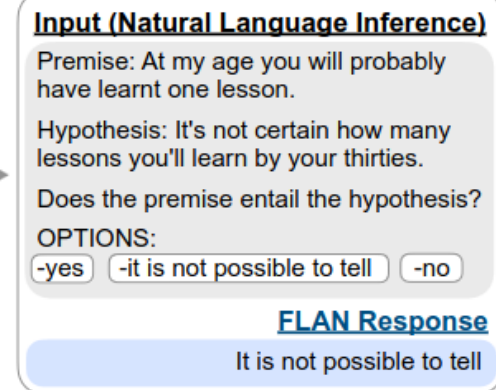 Input (Natural Language Inference)
Premise: At my age you will probably
have learnt one lesson.
Hypothesis: It's not certain how many
lessons you'll learn by your thirties.
Does the premise entail the hypothesis?
OPTIONS:
-yes -it is not possible to tell -no
FLAN Response
It is not possible to tell